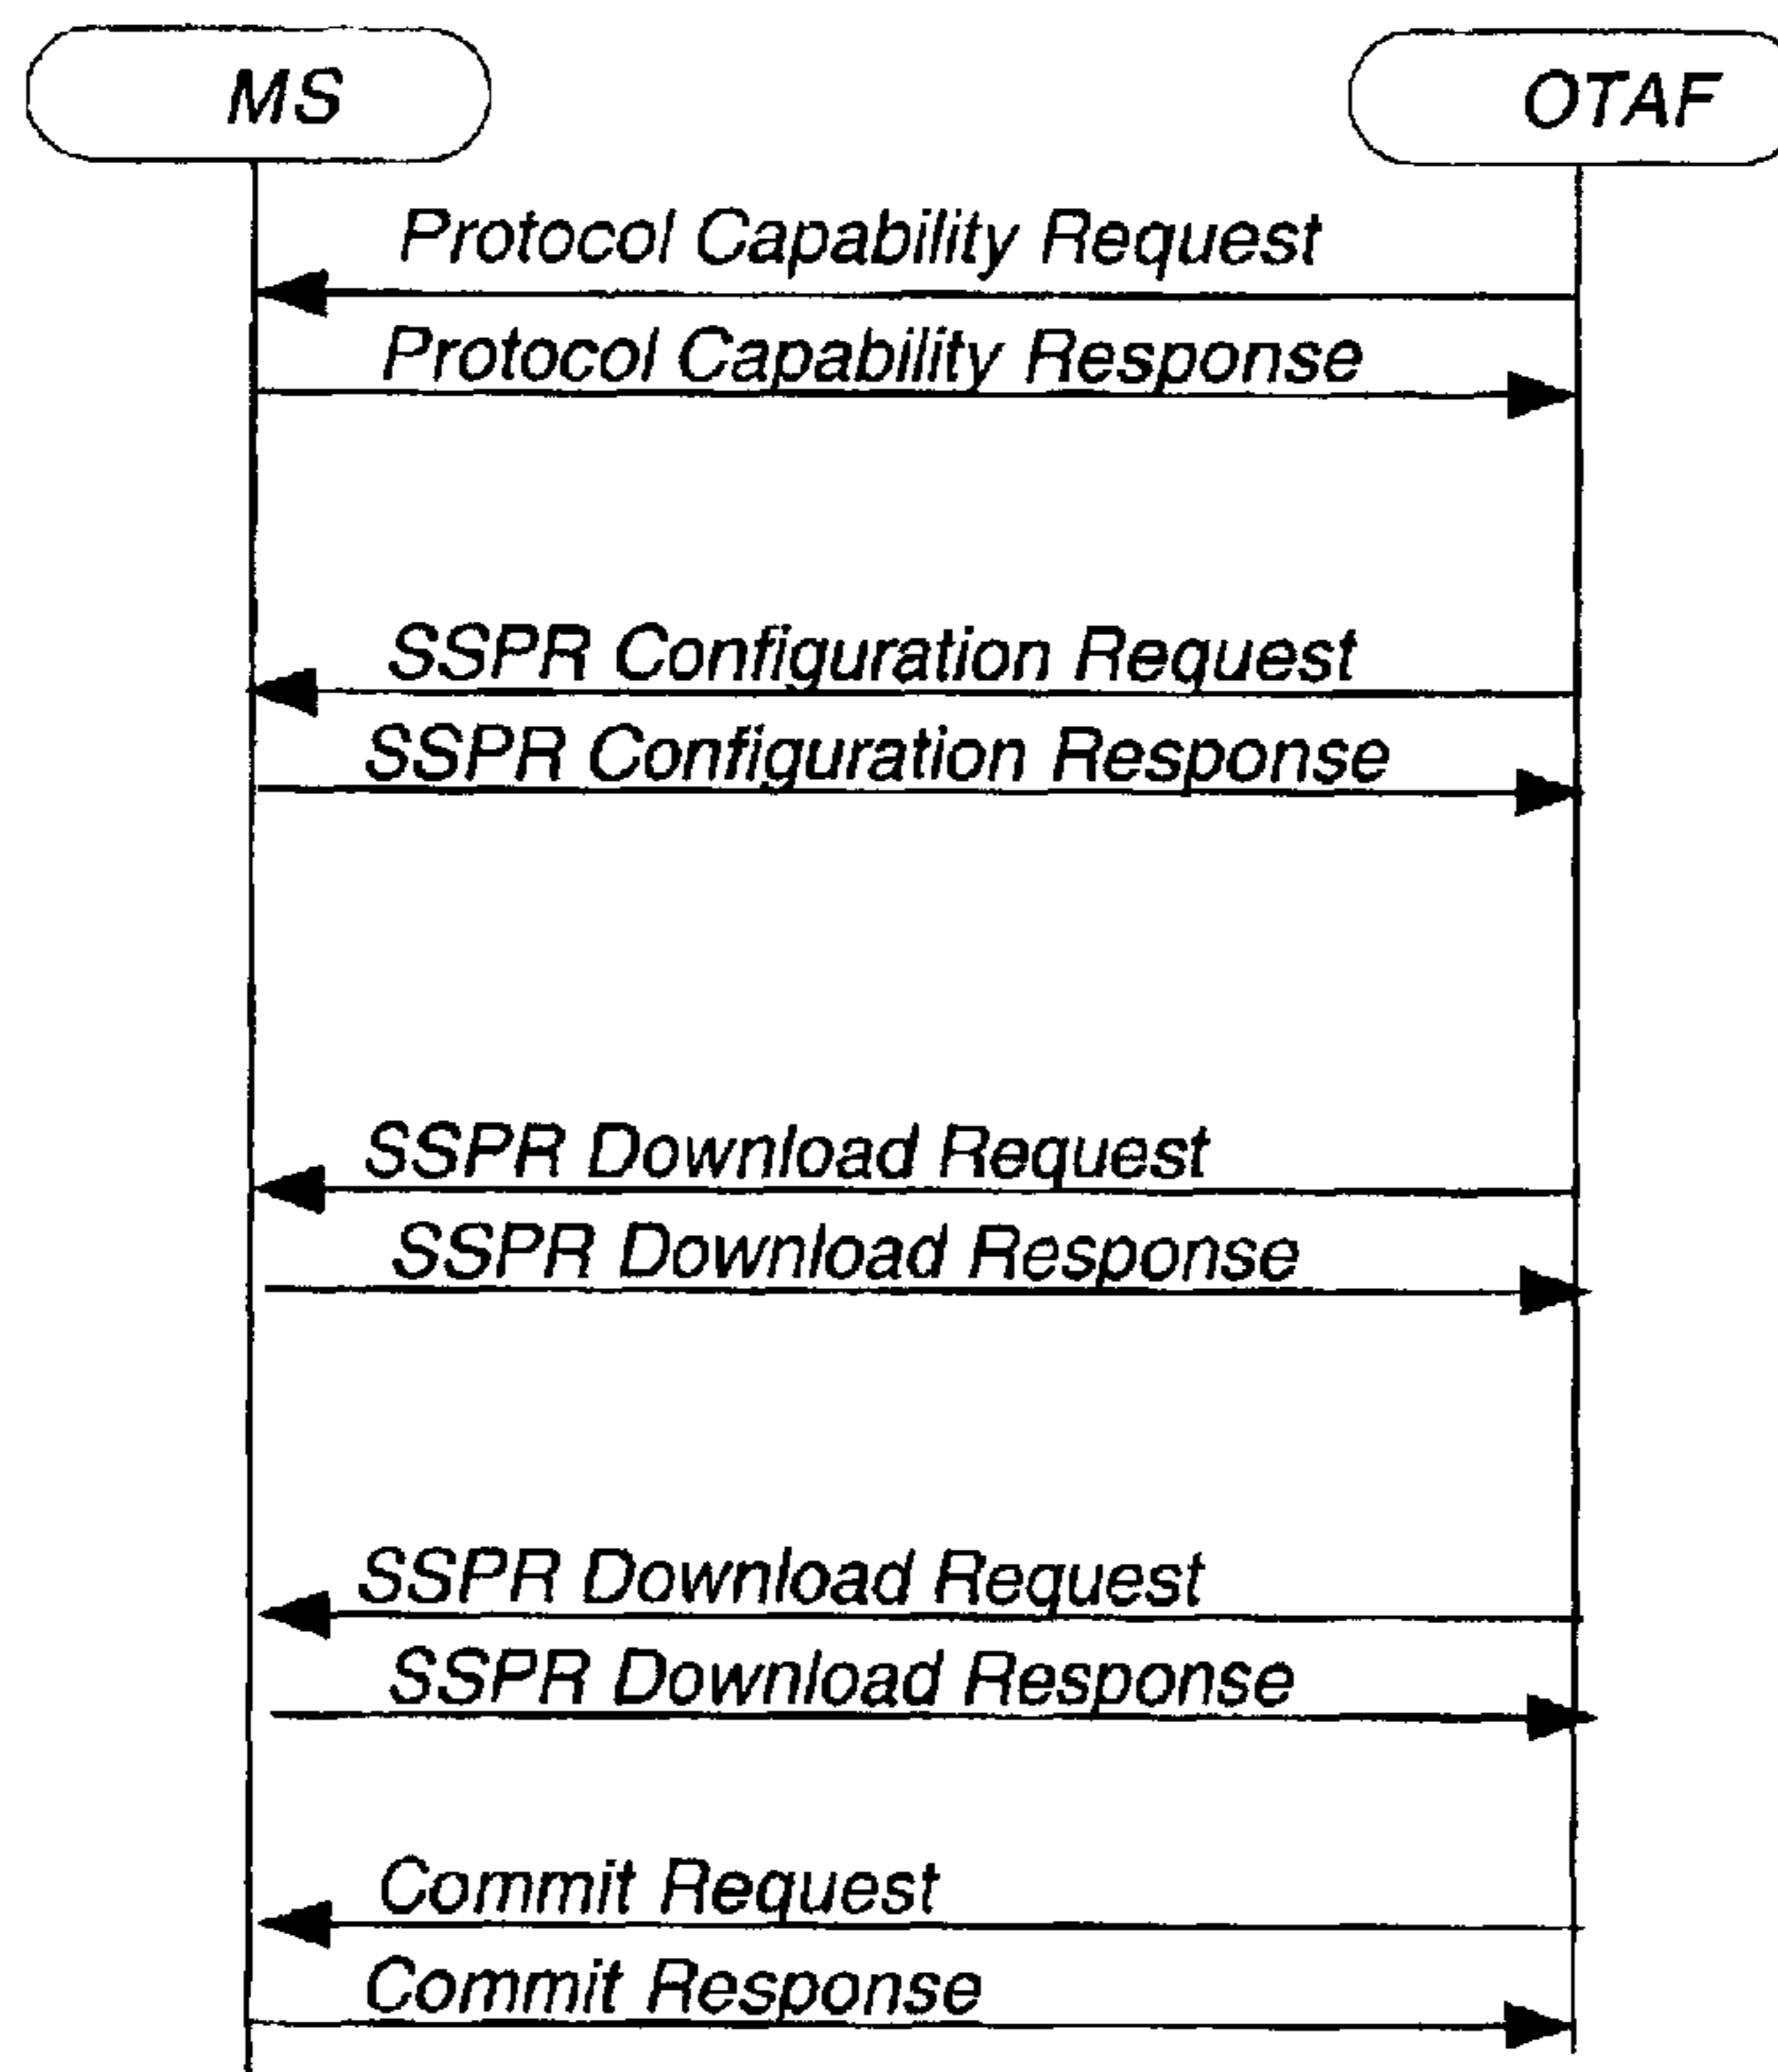 MS
OTAF
Protocol Capability Request
Protocol Capability Response
SSPR Configuration Request
SSPR Configuration Response
SSPR Download Request
SSPR Download Response
SSPR Download Request
SSPR Download Response
Commit Request
Commit Response